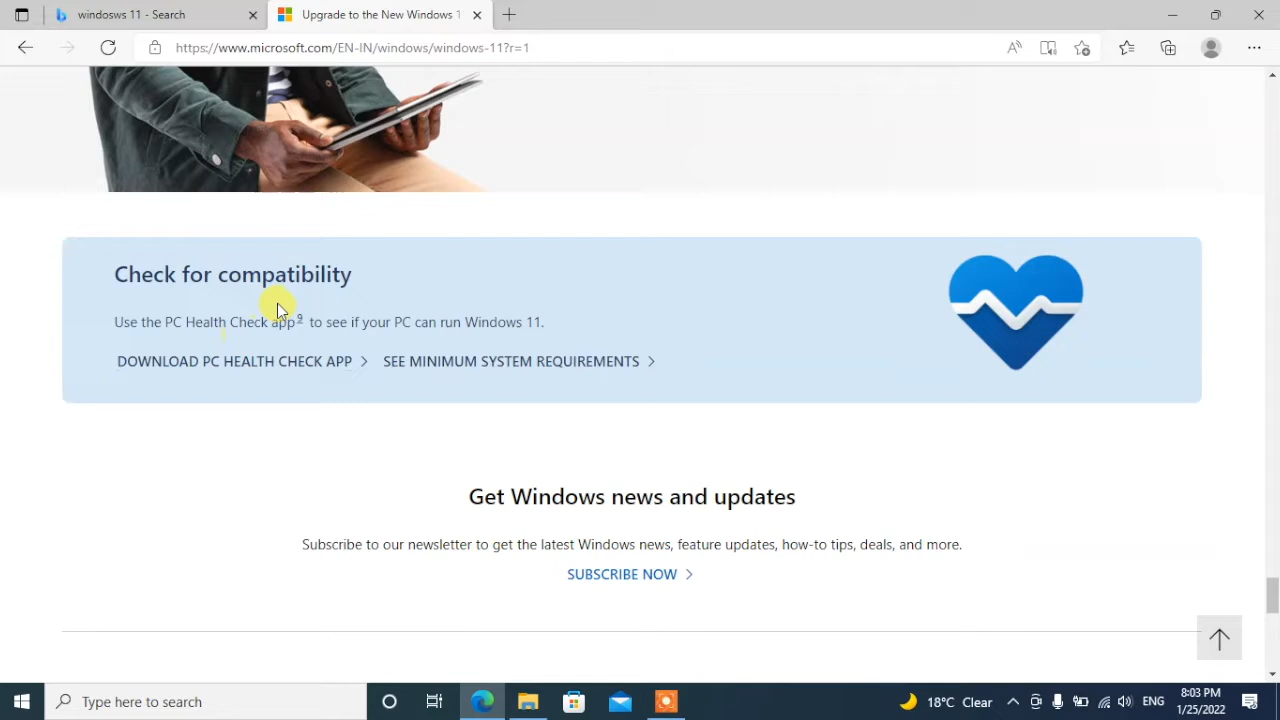 windows 11 - Search
Upgrade to the New Windows 1
https://www.microsoft.com/EN-IN/windows/windows-11?r=1
Check for compatibility
Use the PC Health Check app9 to see if your PC can run Windows 11.
DOWNLOAD PC HEALTH CHECK APP
SEE MINIMUM SYSTEM REQUIREMENTS
Get Windows news and updates
Subscribe to our newsletter to get the latest Windows news, feature updates, how-to tips, deals, and more.
SUBSCRIBE NOW
Type here to search
18°C Clear
ENG
8:03 PM
1/25/2022